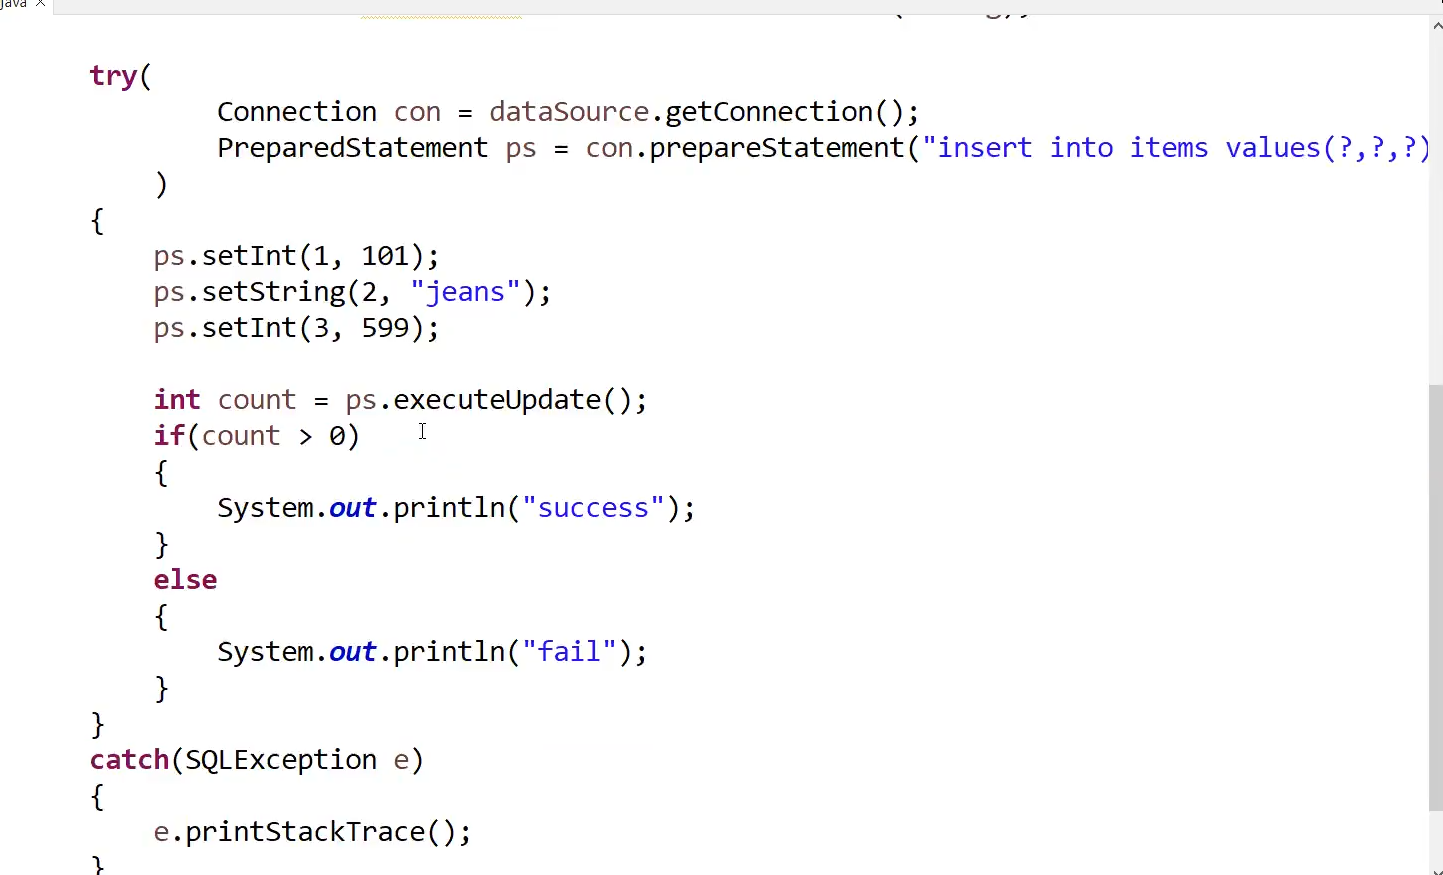 java
try(
Connection con = dataSource.getConnection();
PreparedStatement ps = con.prepareStatement("insert into items values(?,?,?)
)
{
ps.setInt(1, 101);
ps.setString(2, "jeans");
ps.setInt(3, 599);
int count = ps.executeUpdate();
if(count > 0)
{
System.out.println("success");
}
else
{
System.out.println("fail");
}
}
catch(SQLException e)
{
e.printStackTrace();
}